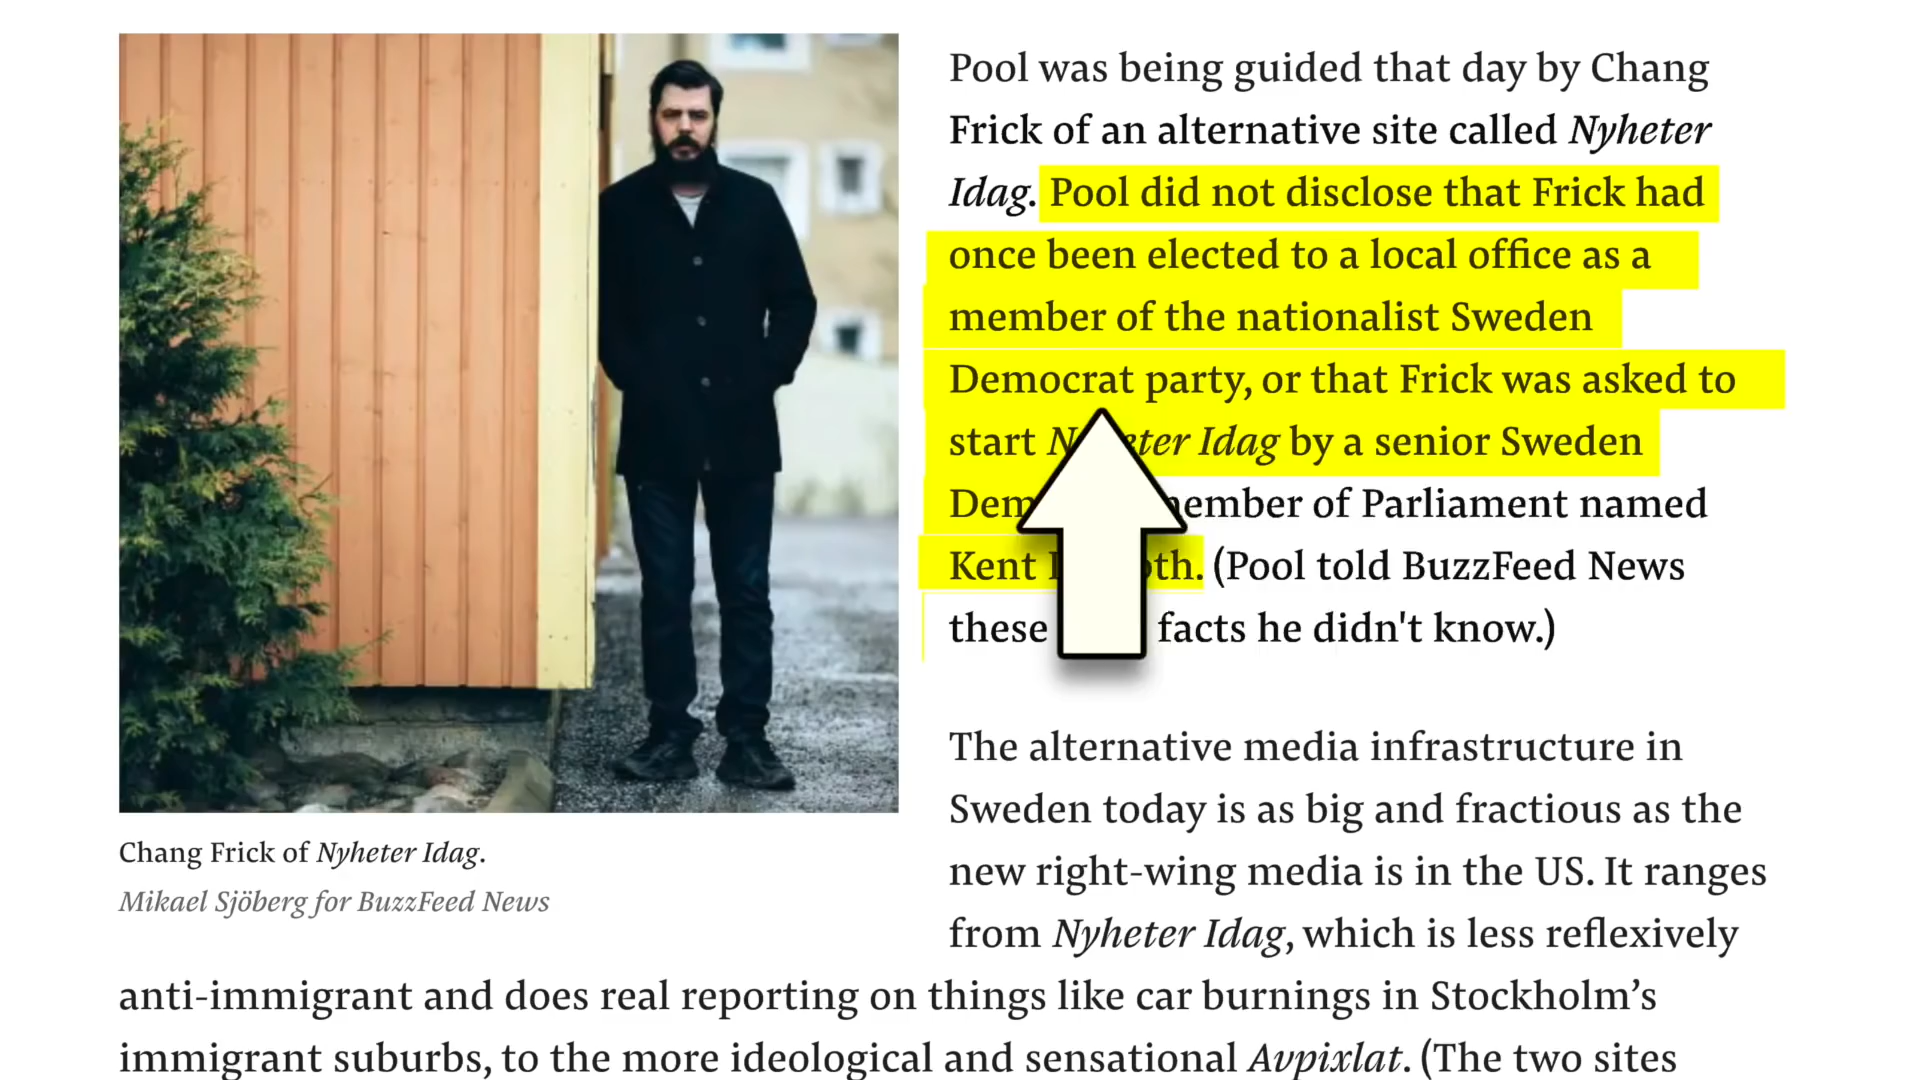 Pool was being guided that day by Chang
Frick of an alternative site called Nyheter
Idag. Pool did not disclose that Frick had
once been elected to a local office as a
member of the nationalist Sweden
Democrat party, or that Frick was asked to
start Idag by a senior Sweden
of Parliament named
Kent (Pool told BuzzFeed News
these facts he didn't know.)
The alternative media infrastructure in
Sweden today is as big and fractious as the
new right-wing media is in the US. It ranges
from Nyheter Idag, which is less reflexively
anti-immigrant and does real reporting on things like car burnings in Stockholm’s
immigrant suburbs, to the more ideological and sensational Avpixlat. (The two sites
Chang Frick of Nyheter Idag.
Mikael Sjöberg for BuzzFeed News